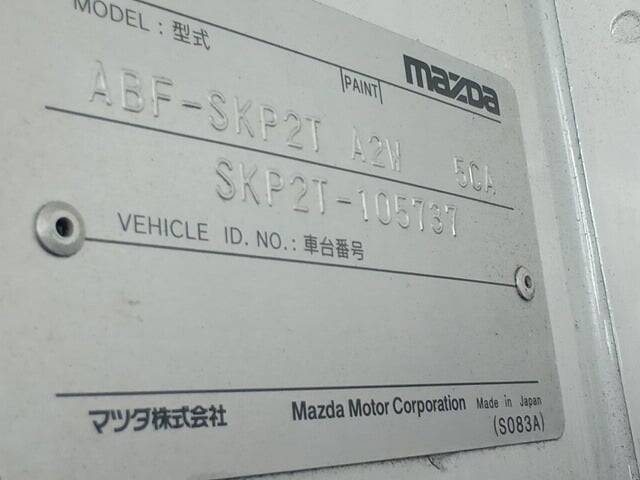 MODEL : 型式
PAINT
mazda
ABF-SKP2T A2W 5CA
SKP2T-105737
VEHICLE ID. NO. : 車台番号
マツダ株式会社 Mazda Motor Corporation Made in Japan
(S083A)